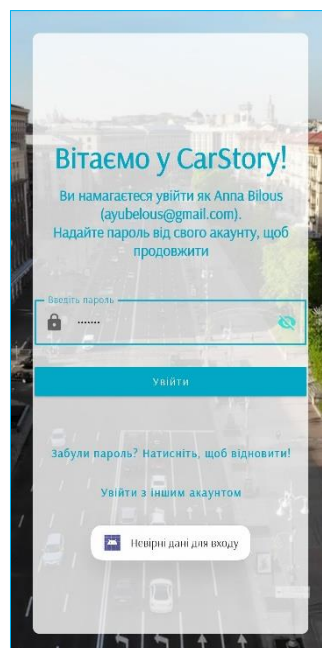 Вітаємо у CarStory!
Ви намагаєтеся увійти як Anna Bilous
(ayubelous@gmail.com).
Надайте пароль від свого акаунту, щоб
продовжити
Введіть пароль
Увійти
Забули пароль? Натисніть, щоб відновити!
Увійти з іншим акаунтом
Невірні дані для входу